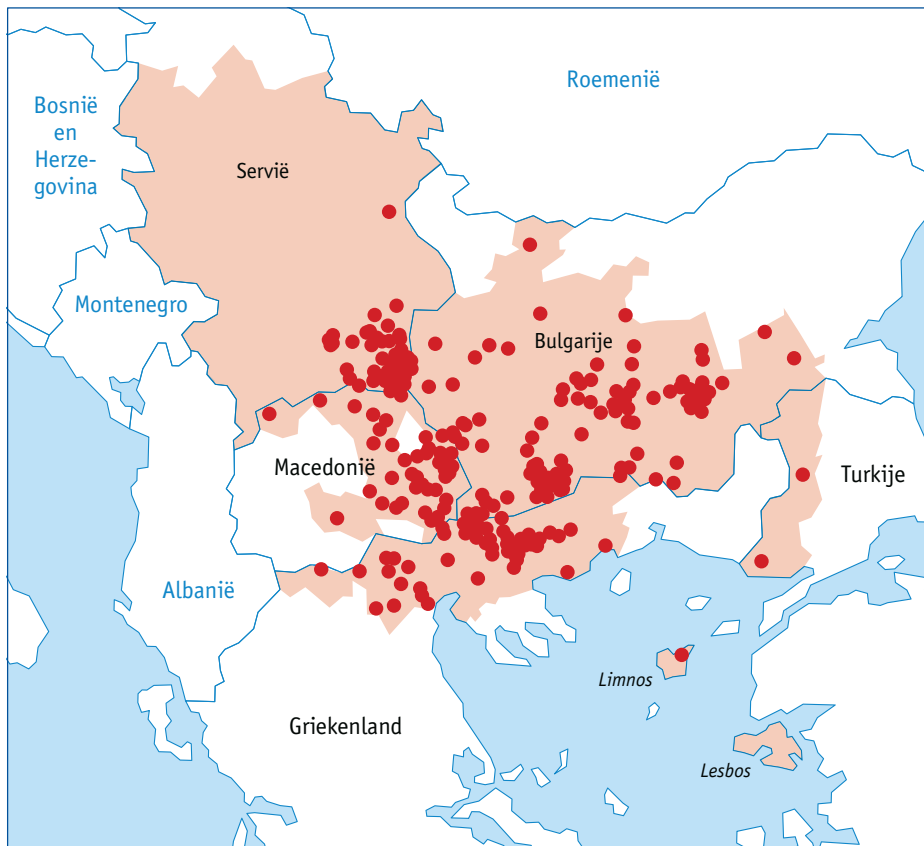 Roemenië
Bosnië
en
Herze-
govina
Servië
Montenegro
Bulgarije
Macedonië
Turkije
Albanië
Limnos
Griekenland
Lesbos